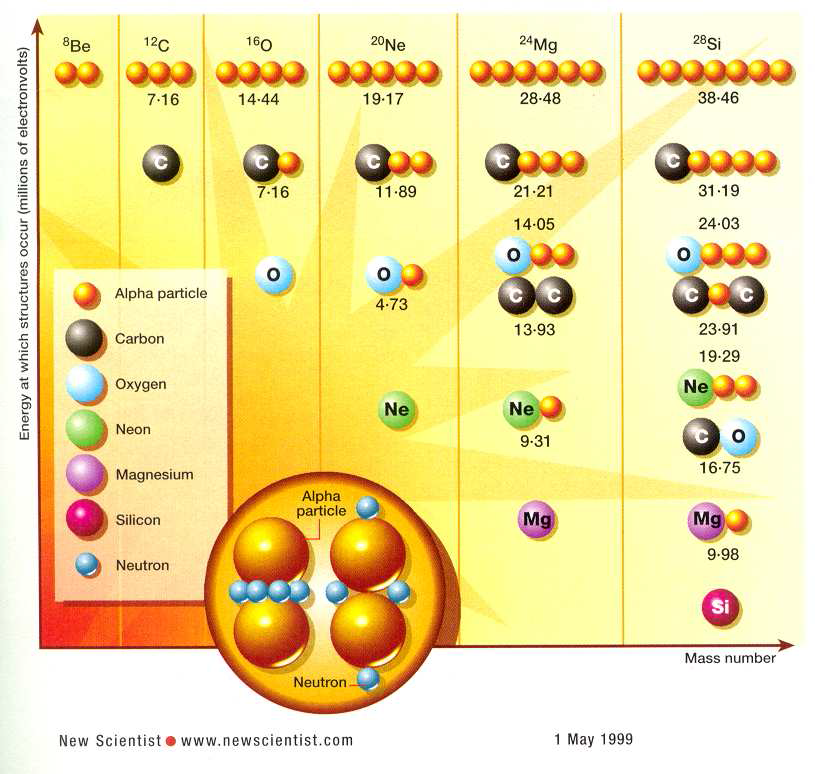 Energy at which structures occur (millions of electronvolts)
⁸Be ¹²C ¹⁶O ²⁰Ne ²⁴Mg ²⁸Si
7·16 14·44 19·17 28·48 38·46
C C C C C
7·16 11·89 21·21 31·19
14·05 24·03
O O O O
4·73
C C C C
13·93 23·91
19·29
Ne Ne Ne
9·31
C O
16·75
Mg Mg
9·98
Si
Alpha particle
Carbon
Oxygen
Neon
Magnesium
Silicon
Neutron
Alpha
particle
Neutron
Mass number
New Scientist ● www.newscientist.com 1 May 1999